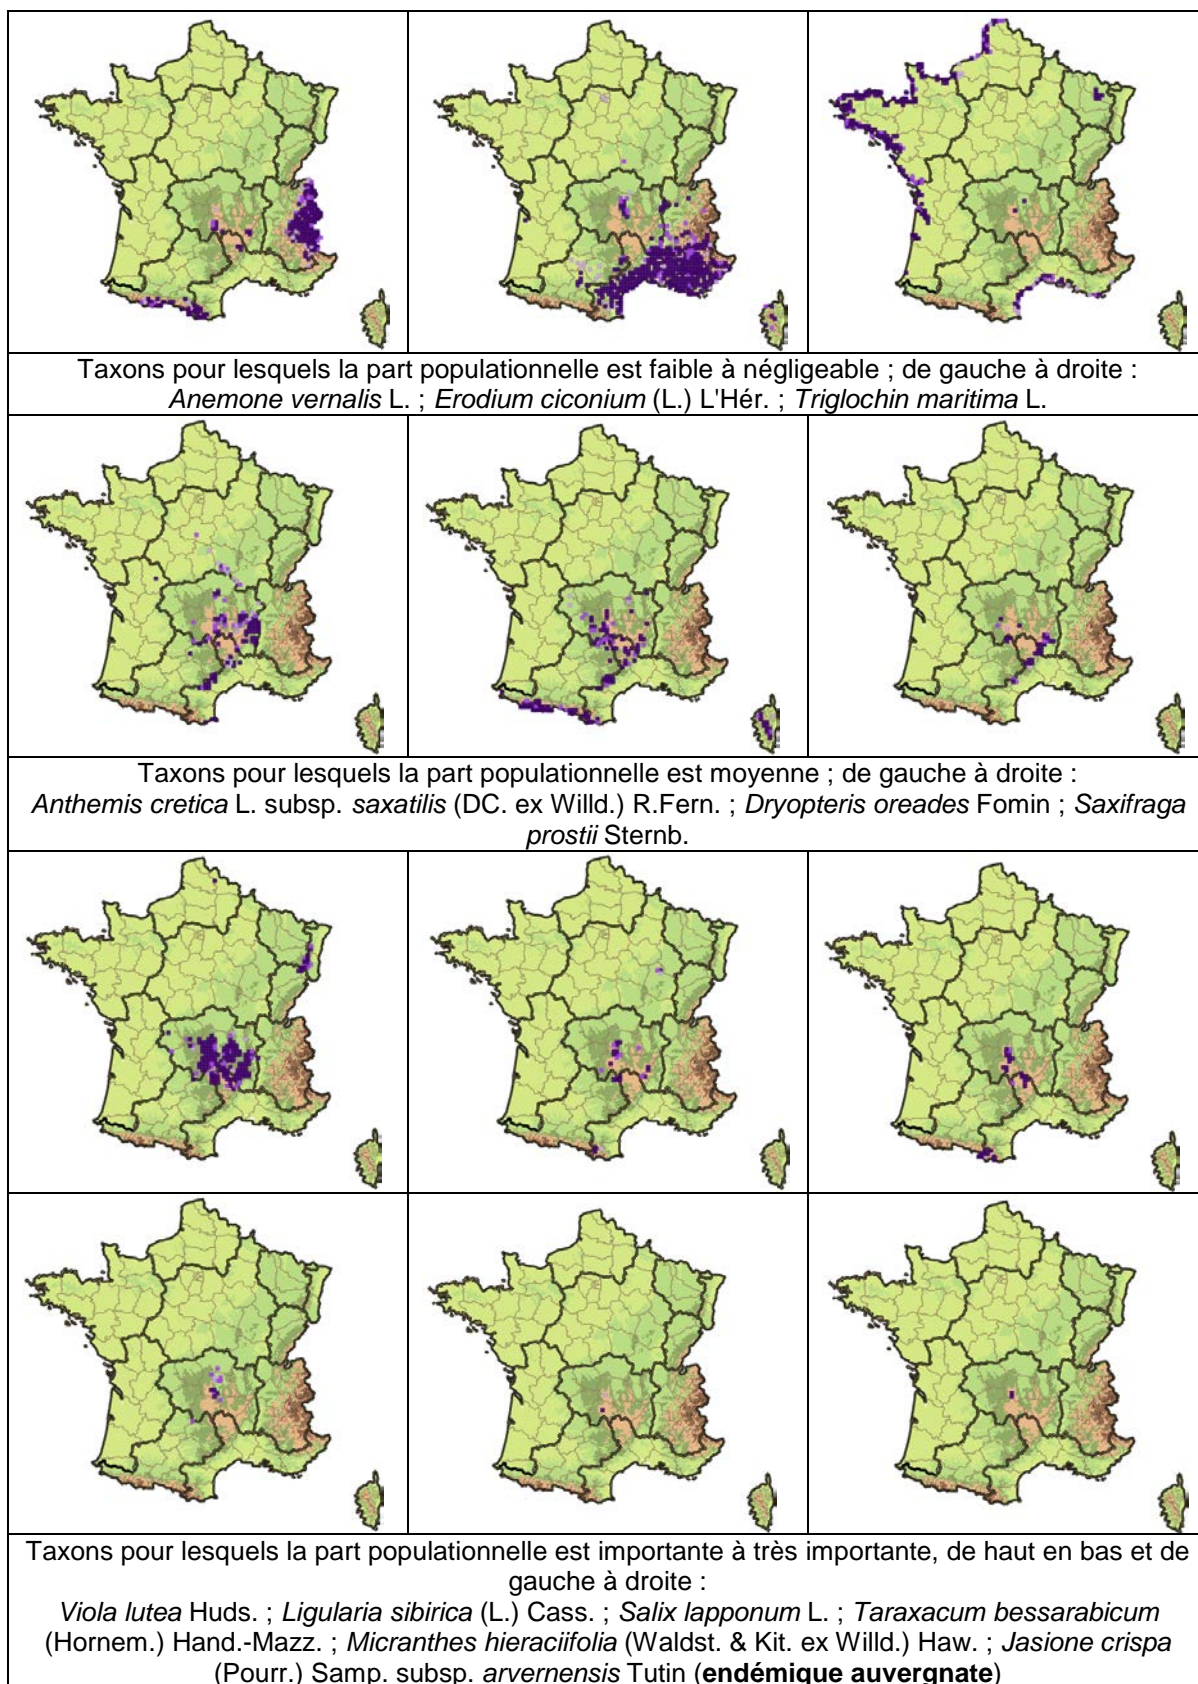 Taxons pour lesquels la part populationnelle est faible à négligeable ; de gauche à droite :
Anemone vernalis L. ; Erodium ciconium (L.) L'Hér. ; Triglochin maritima L.
Taxons pour lesquels la part populationnelle est moyenne ; de gauche à droite :
Anthemis cretica L. subsp. saxatilis (DC. ex Willd.) R.Fern. ; Dryopteris oreades Fomin ; Saxifraga
prostii Sternb.
Taxons pour lesquels la part populationnelle est importante à très importante, de haut en bas et de
gauche à droite :
Viola lutea Huds. ; Ligularia sibirica (L.) Cass. ; Salix lapponum L. ; Taraxacum bessarabicum
(Hornem.) Hand.-Mazz. ; Micranthes hieraciifolia (Waldst. & Kit. ex Willd.) Haw. ; Jasione crispa
(Pourr.) Samp. subsp. arvernensis Tutin (endémique auvergnate)